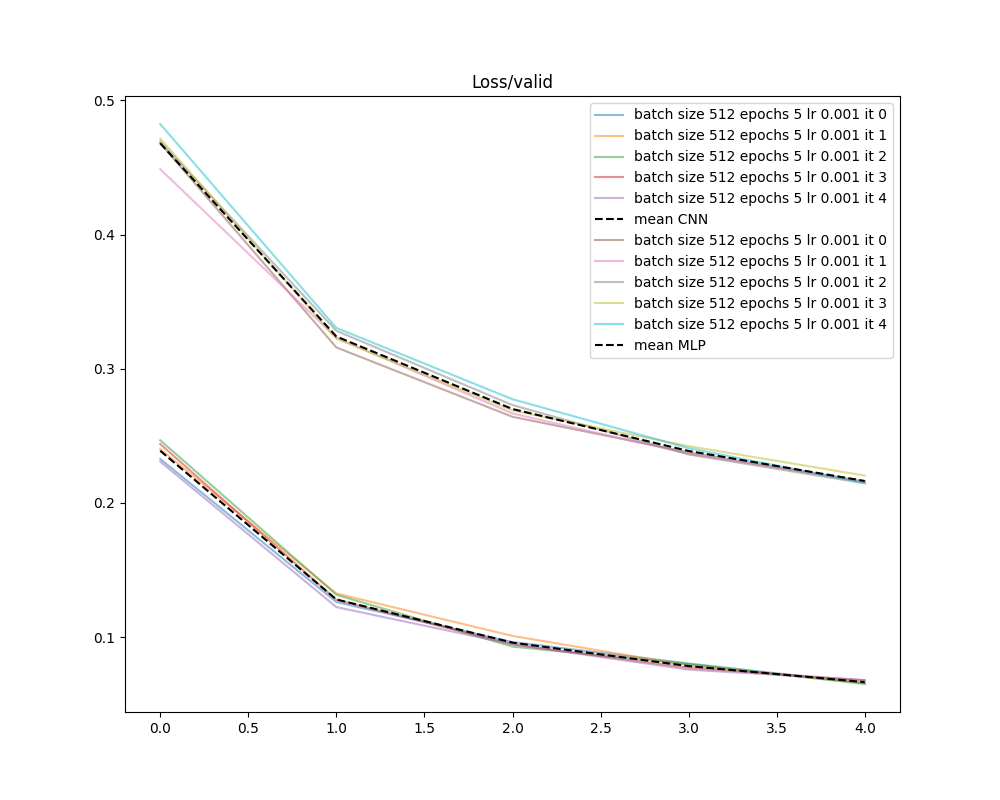 Loss/valid
0.5
0.4
0.3
0.2
0.1
batch size 512 epochs 5 lr 0.001 it 0
batch size 512 epochs 5 lr 0.001 it 1
batch size 512 epochs 5 lr 0.001 it 2
batch size 512 epochs 5 lr 0.001 it 3
batch size 512 epochs 5 lr 0.001 it 4
mean CNN
batch size 512 epochs 5 lr 0.001 it 0
batch size 512 epochs 5 lr 0.001 it 1
batch size 512 epochs 5 lr 0.001 it 2
batch size 512 epochs 5 lr 0.001 it 3
batch size 512 epochs 5 lr 0.001 it 4
mean MLP
0.0 0.5 1.0 1.5 2.0 2.5 3.0 3.5 4.0